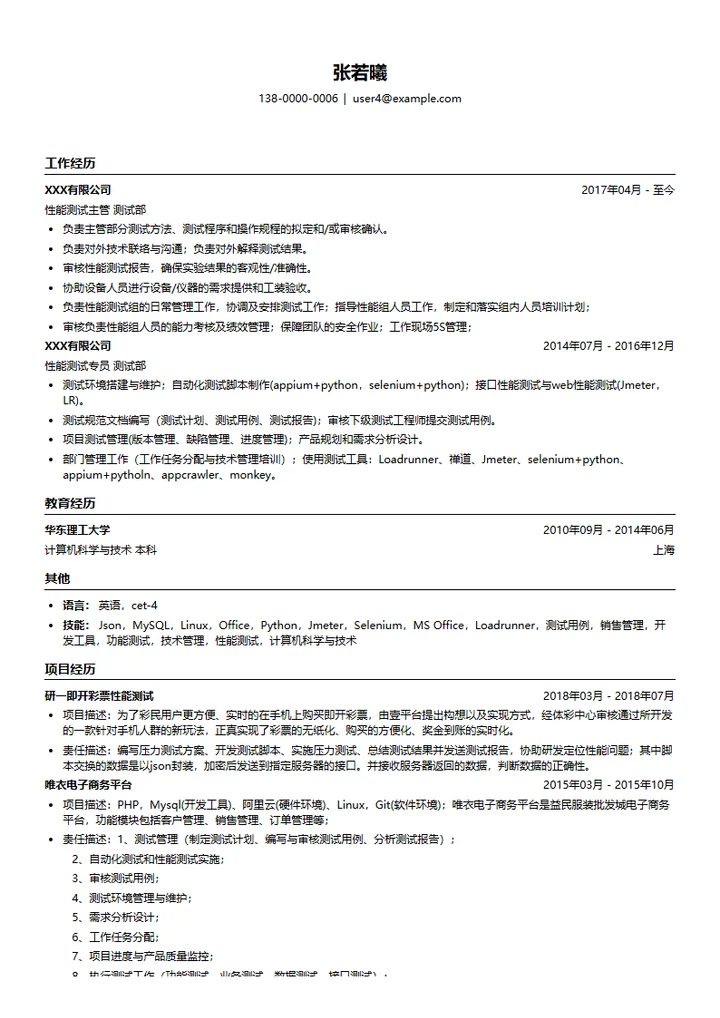 张若曦
138-0000-0006 | user4@example.com
工作经历
XXX有限公司 2017年04月 - 至今
性能测试主管 测试部
• 负责主管部分测试方法、测试程序和操作规程的拟定和/或审核确认。
• 负责对外技术联络与沟通；负责对外解释测试结果。
• 审核性能测试报告，确保实验结果的客观性/准确性。
• 协助设备人员进行设备/仪器的需求提供和工装验收。
• 负责性能测试组的日常管理工作，协调及安排测试工作；指导性能组人员工作，制定和落实组内人员培训计划；
• 审核负责性能组人员的能力考核及绩效管理；保障团队的安全作业；工作现场5S管理；
XXX有限公司 2014年07月 - 2016年12月
性能测试专员 测试部
• 测试环境搭建与维护；自动化测试脚本制作(appium+python，selenium+python)；接口性能测试与web性能测试(Jmeter，
LR)。
• 测试规范文档编写（测试计划、测试用例、测试报告)；审核下级测试工程师提交测试用例。
• 项目测试管理(版本管理、缺陷管理、进度管理)；产品规划和需求分析设计。
• 部门管理工作（工作任务分配与技术管理培训）；使用测试工具：Loadrunner、禅道、Jmeter、selenium+python、
appium+pytholn、appcrawler、monkey。
教育经历
华东理工大学 2010年09月 - 2014年06月
计算机科学与技术 本科 上海
其他
• 语言： 英语，cet-4
• 技能： Json，MySQL，Linux，Office，Python，Jmeter，Selenium，MS Office，Loadrunner，测试用例，销售管理，开
发工具，功能测试，技术管理，性能测试，计算机科学与技术
项目经历
研一即开彩票性能测试 2018年03月 - 2018年07月
• 项目描述：为了彩民用户更方便、实时的在手机上购买即开彩票，由壹平台提出构想以及实现方式，经体彩中心审核通过所开发
的一款针对手机人群的新玩法，正真实现了彩票的无纸化、购买的方便化、奖金到账的实时化。
• 责任描述：编写压力测试方案、开发测试脚本、实施压力测试、总结测试结果并发送测试报告，协助研发定位性能问题；其中脚
本交换的数据是以json封装，加密后发送到指定服务器的接口。并接收服务器返回的数据，判断数据的正确性。
唯衣电子商务平台 2015年03月 - 2015年10月
• 项目描述：PHP，Mysql(开发工具)、阿里云(硬件环境)、Linux，Git(软件环境)；唯衣电子商务平台是益民服装批发城电子商务
平台，功能模块包括客户管理、销售管理、订单管理等；
• 责任描述：1、测试管理（制定测试计划、编写与审核测试用例、分析测试报告）;
2、自动化测试和性能测试实施；
3、审核测试用例；
4、测试环境管理与维护；
5、需求分析设计；
6、工作任务分配；
7、项目进度与产品质量监控；
8、执行测试工作（功能测试、业务测试、数据测试、接口测试）；